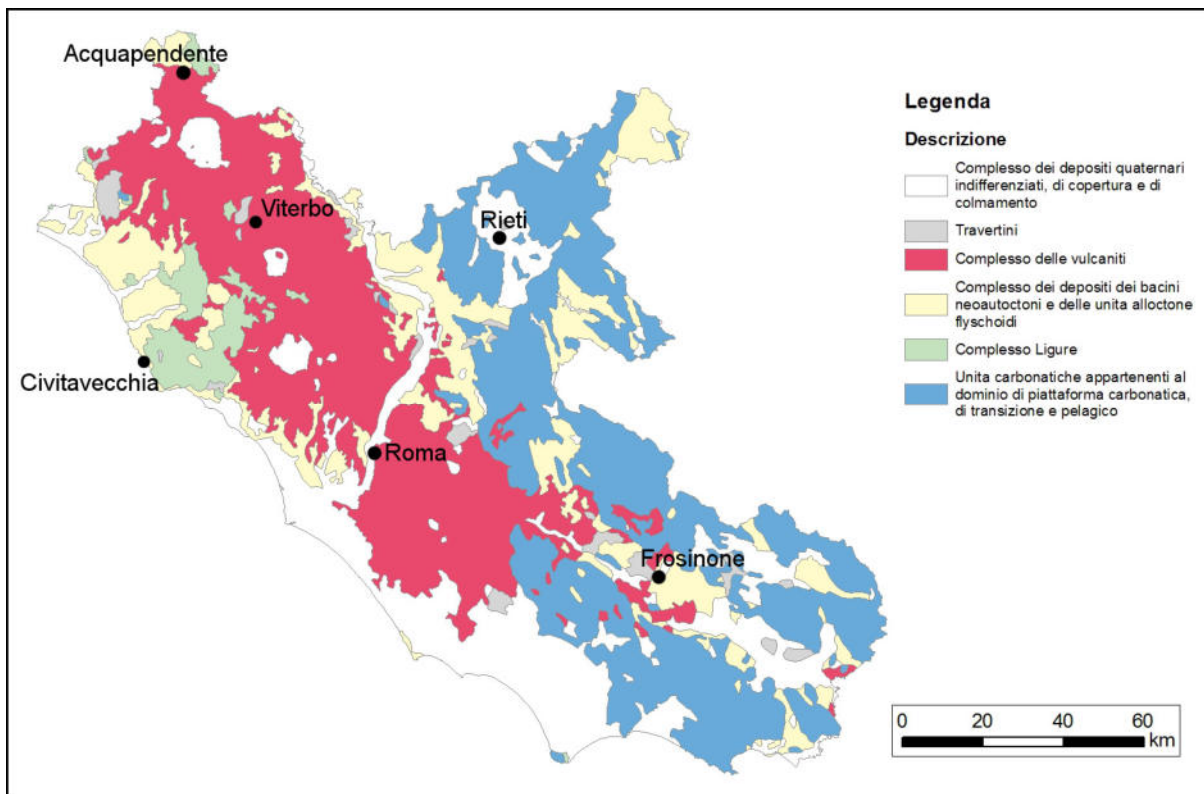 Acquapendente
Viterbo
Rieti
Civitavecchia
Roma
Frosinone
Legenda
Descrizione
Complesso dei depositi quaternari
indifferenziati, di copertura e di
colmamento
Travertini
Complesso delle vulcaniti
Complesso dei depositi dei bacini
neoautoctoni e delle unita alloctone
flyschoidi
Complesso Ligure
Unita carbonatiche appartenenti al
dominio di piattaforma carbonatica,
di transizione e pelagico
0 20 40 60
km